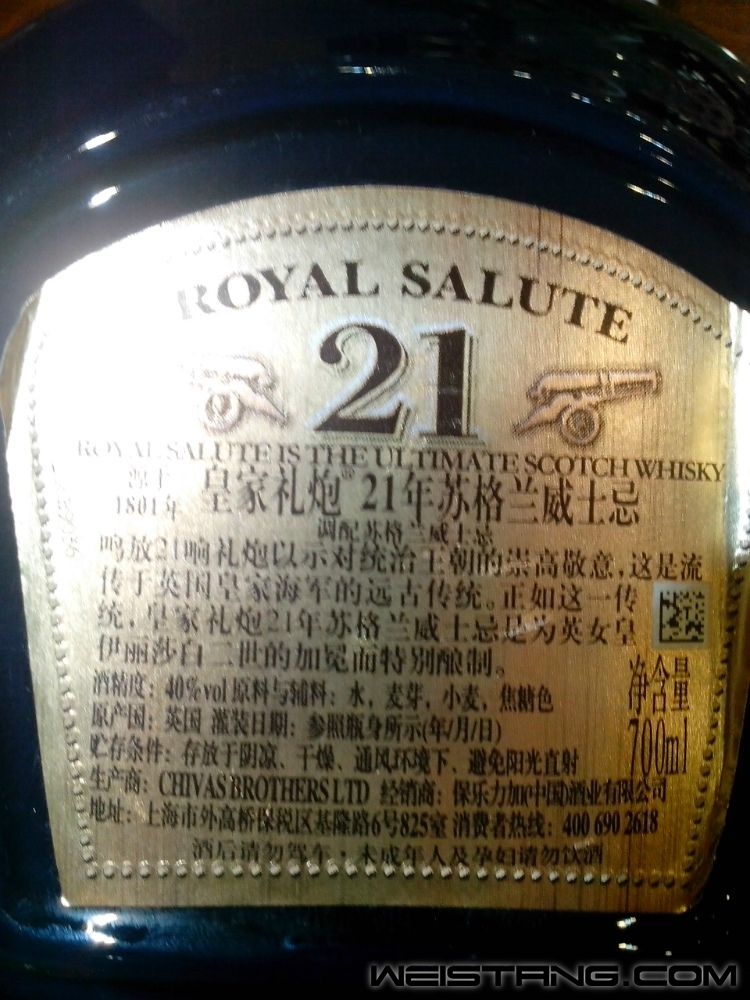 ROYAL SALUTE
21
ROYAL SALUTE IS THE ULTIMATE SCOTCH WHISKY
源于
1801年
皇家礼炮® 21年苏格兰威士忌
调配苏格兰威士忌
鸣放21响礼炮以示对统治王朝的崇高敬意,这是流
传于英国皇家海军的远古传统。正如这一传
统,皇家礼炮21年苏格兰威士忌是为英女皇
伊丽莎白二世的加冕而特别酿制。
净含量
700ml
酒精度：40%vol 原料与辅料：水，麦芽，小麦，焦糖色
原产国：英国 灌装日期：参照瓶身所示(年/月/日)
贮存条件：存放于阴凉、干燥、通风环境下、避免阳光直射
生产商：CHIVAS BROTHERS LTD 经销商：保乐力加(中国)酒业有限公司
地址：上海市外高桥保税区基隆路6号825室 消费者热线：400 690 2618
酒后请勿驾车·未成年人及孕妇请勿饮酒
WEISTANG.COM